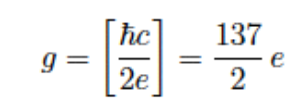 g = [ħc / 2e] = 137/2 e